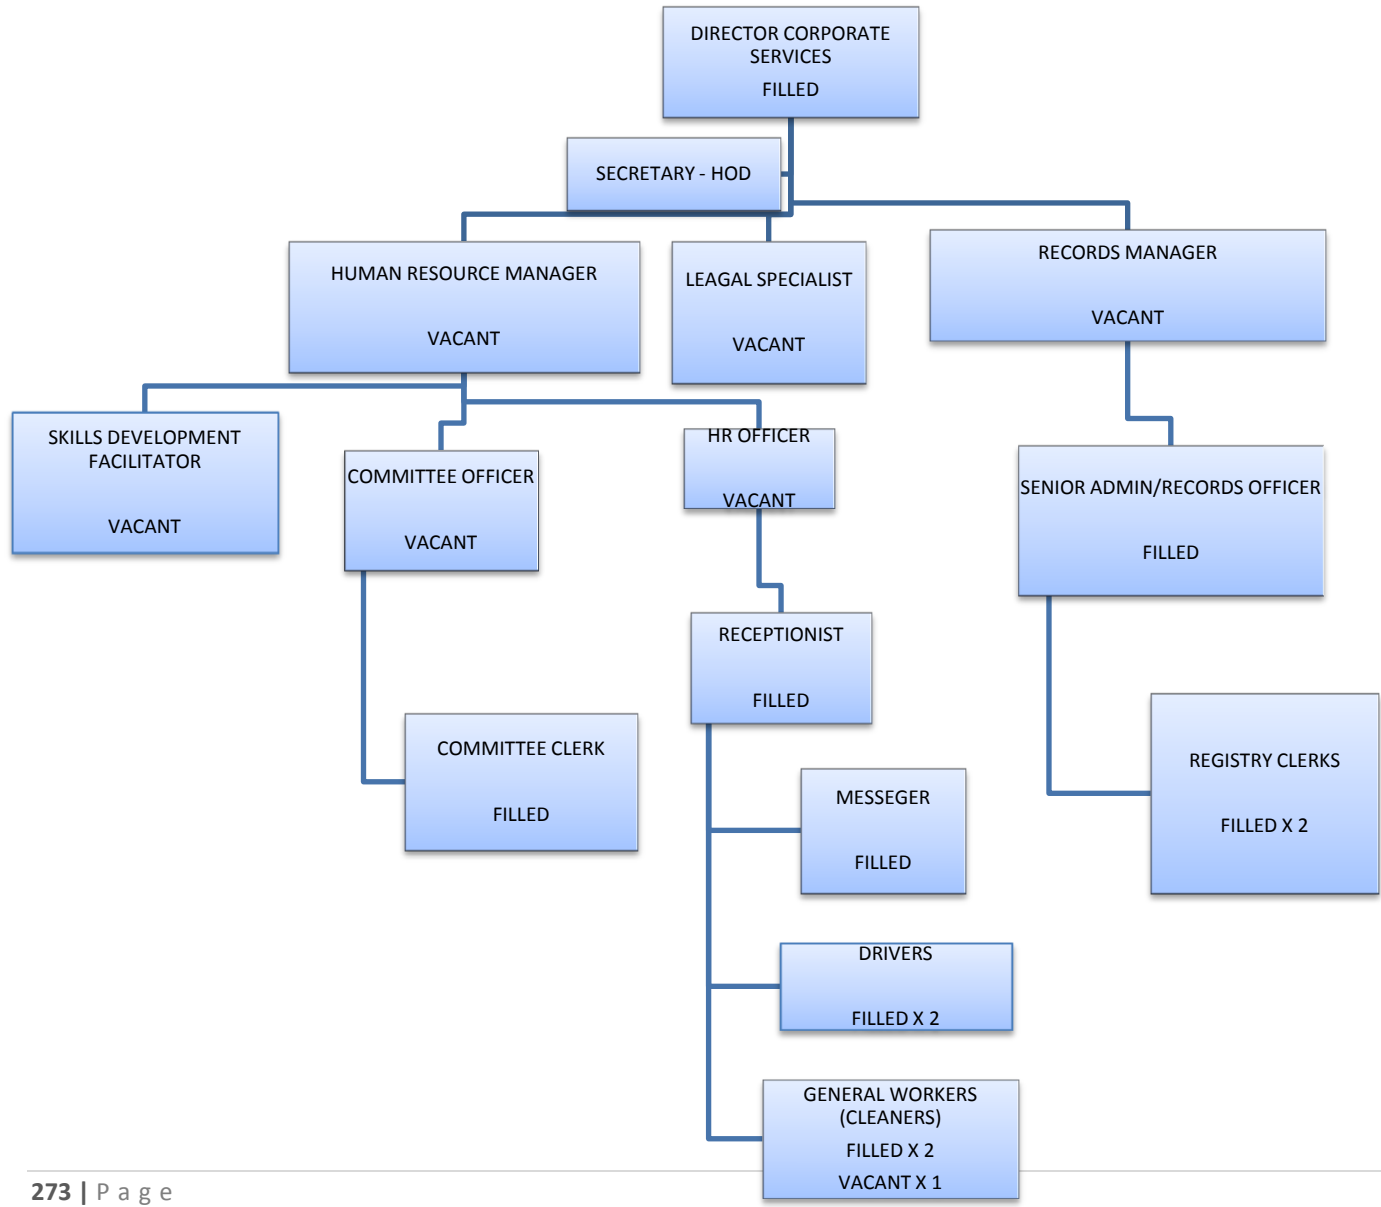 DIRECTOR CORPORATE
SERVICES
FILLED
SECRETARY - HOD
HUMAN RESOURCE MANAGER
VACANT
LEAGAL SPECIALIST
VACANT
RECORDS MANAGER
VACANT
SKILLS DEVELOPMENT
FACILITATOR
VACANT
COMMITTEE OFFICER
VACANT
HR OFFICER
VACANT
SENIOR ADMIN/RECORDS OFFICER
FILLED
RECEPTIONIST
FILLED
COMMITTEE CLERK
FILLED
MESSEGER
FILLED
REGISTRY CLERKS
FILLED X 2
DRIVERS
FILLED X 2
GENERAL WORKERS
(CLEANERS)
FILLED X 2
VACANT X 1
273 | P a g e